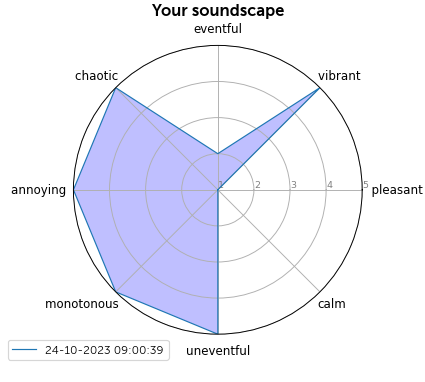 Your soundscape
eventful
chaotic
vibrant
annoying
1
2
3
4
5
pleasant
monotonous
calm
uneventful
24-10-2023 09:00:39